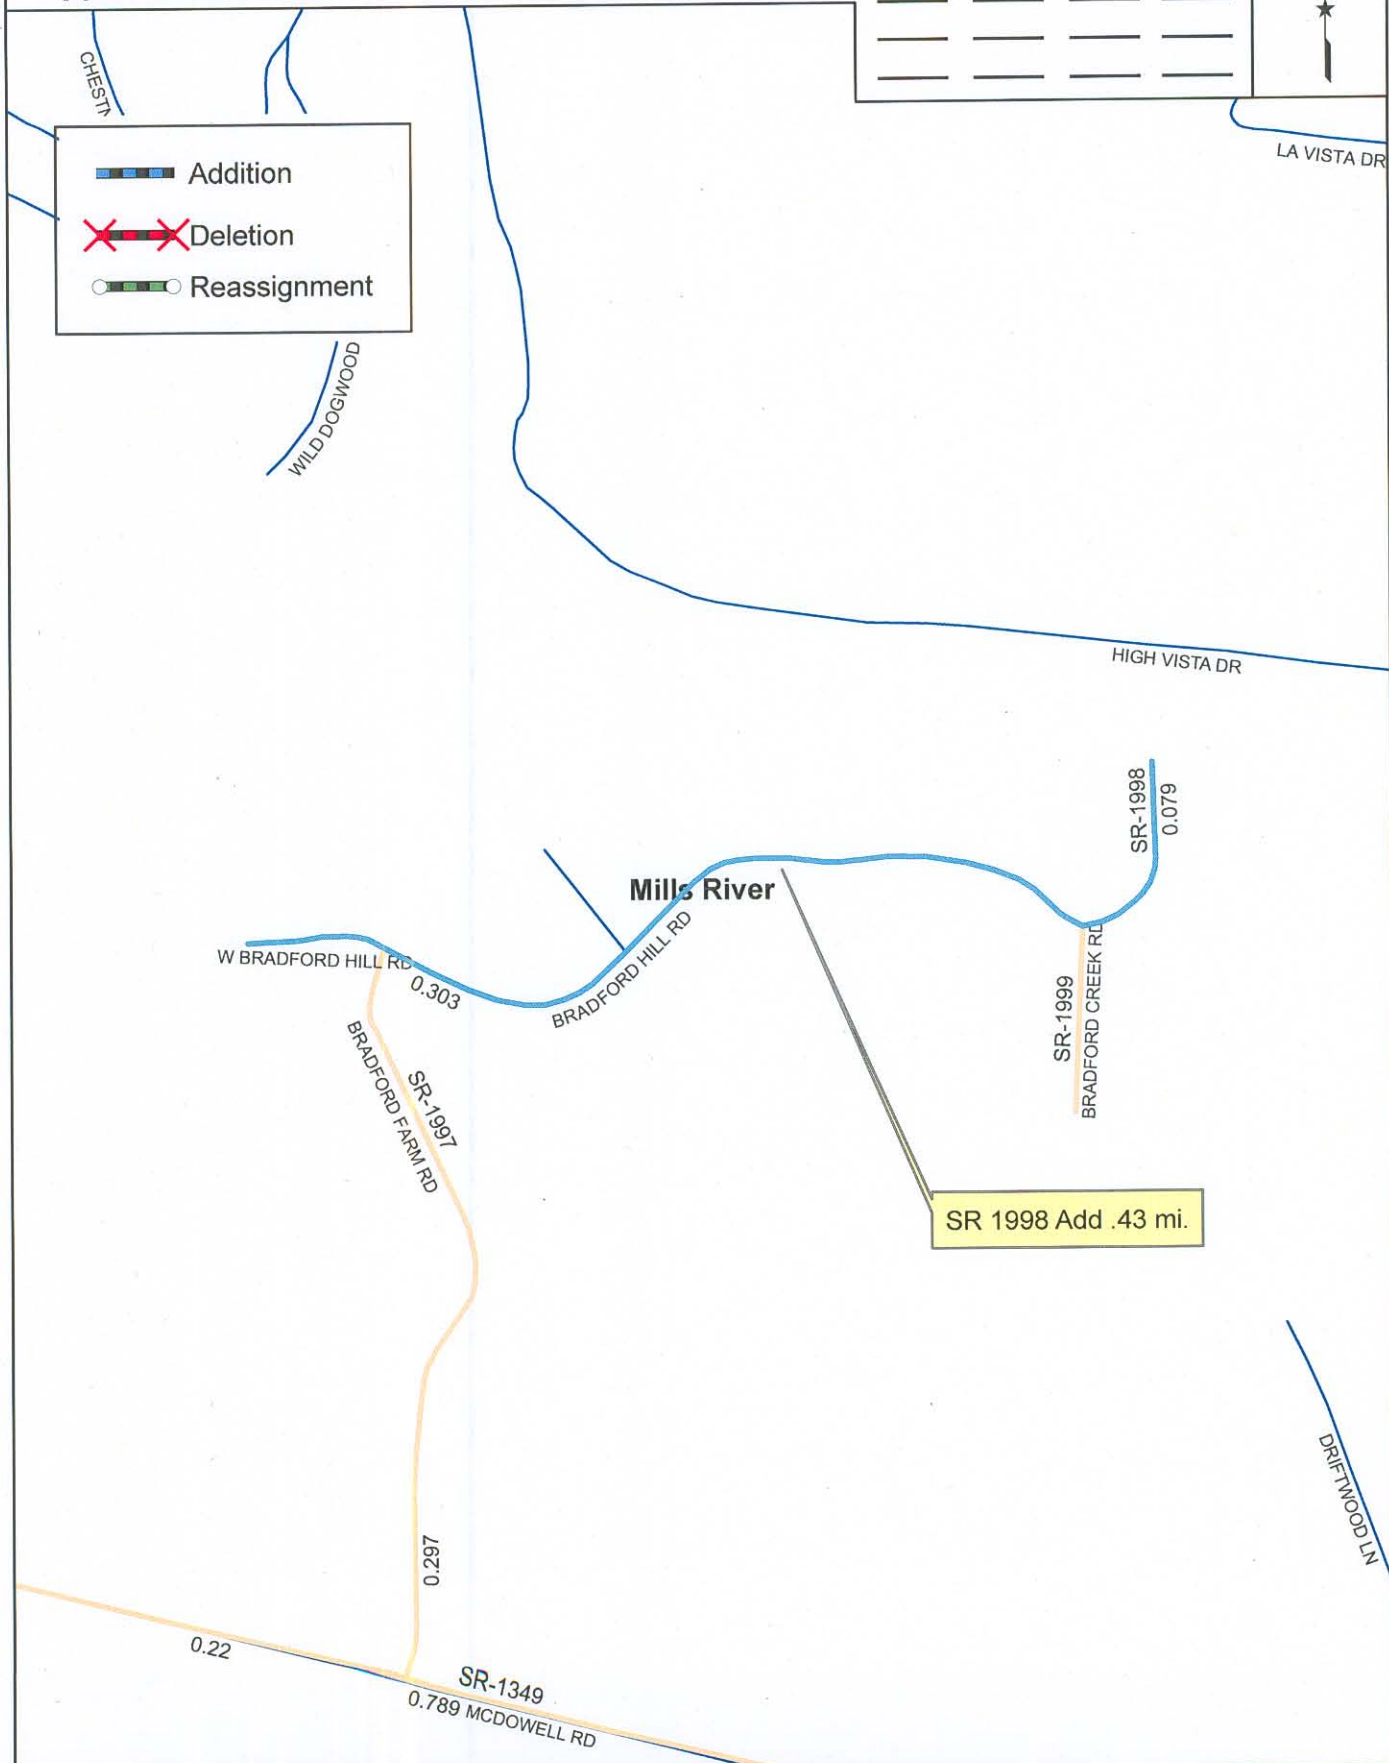 LA VISTA DR
Addition
Deletion
Reassignment
WILD DOGWOOD
HIGH VISTA DR
SR-1998
0.079
Mills River
W BRADFORD HILL RD
0.303
BRADFORD HILL RD
SR-1999
BRADFORD CREEK RD
BRADFORD FARM RD
SR-1997
SR 1998 Add .43 mi.
DRIFTWOOD LN
0.297
0.22
SR-1349
0.789 MCDOWELL RD